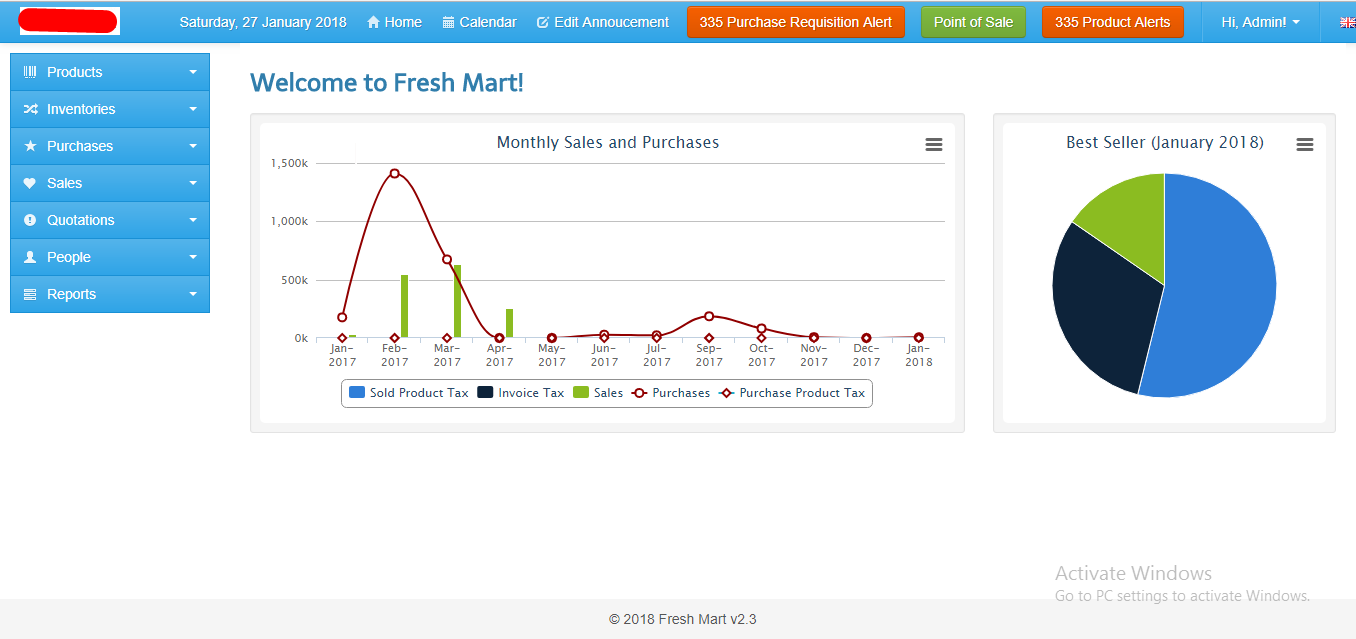 Saturday, 27 January 2018 Home Calendar Edit Annoucement 335 Purchase Requisition Alert Point of Sale 335 Product Alerts Hi, Admin!
Products
Inventories
Purchases
Sales
Quotations
People
Reports
Welcome to Fresh Mart!
Monthly Sales and Purchases
1,500k
1,000k
500k
0k
Jan-2017 Feb-2017 Mar-2017 Apr-2017 May-2017 Jun-2017 Jul-2017 Sep-2017 Oct-2017 Nov-2017 Dec-2017 Jan-2018
Sold Product Tax Invoice Tax Sales Purchases Purchase Product Tax
Best Seller (January 2018)
Activate Windows
Go to PC settings to activate Windows.
© 2018 Fresh Mart v2.3